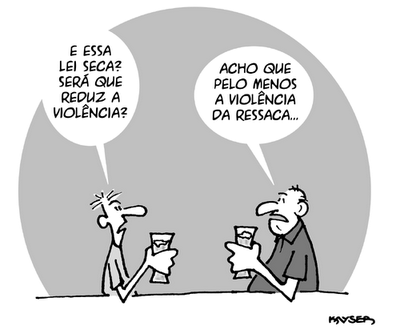 E ESSA
LEI SECA?
SERÁ QUE
REDUZ A
VIOLÊNCIA?
ACHO QUE
PELO MENOS
A VIOLÊNCIA
DA RESSACA...
KAYSER